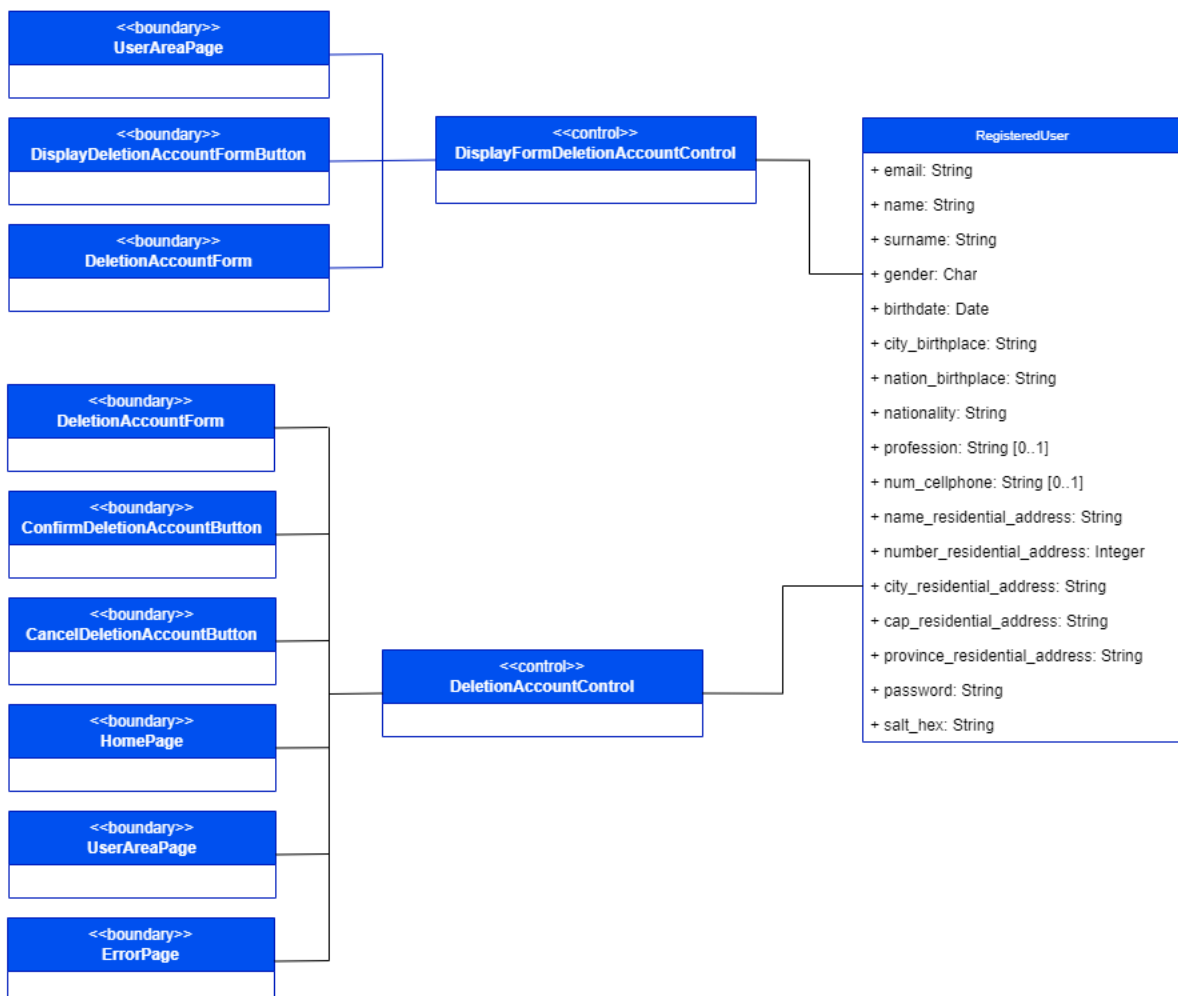 <<boundary>>
UserAreaPage
<<boundary>>
DisplayDeletionAccountFormButton
<<boundary>>
DeletionAccountForm
<<control>>
DisplayFormDeletionAccountControl
RegisteredUser
+ email: String
+ name: String
+ surname: String
+ gender: Char
+ birthdate: Date
+ city_birthplace: String
+ nation_birthplace: String
+ nationality: String
+ profession: String [0..1]
+ num_cellphone: String [0..1]
+ name_residential_address: String
+ number_residential_address: Integer
+ city_residential_address: String
+ cap_residential_address: String
+ province_residential_address: String
+ password: String
+ salt_hex: String
<<boundary>>
DeletionAccountForm
<<boundary>>
ConfirmDeletionAccountButton
<<boundary>>
CancelDeletionAccountButton
<<boundary>>
HomePage
<<boundary>>
UserAreaPage
<<boundary>>
ErrorPage
<<control>>
DeletionAccountControl